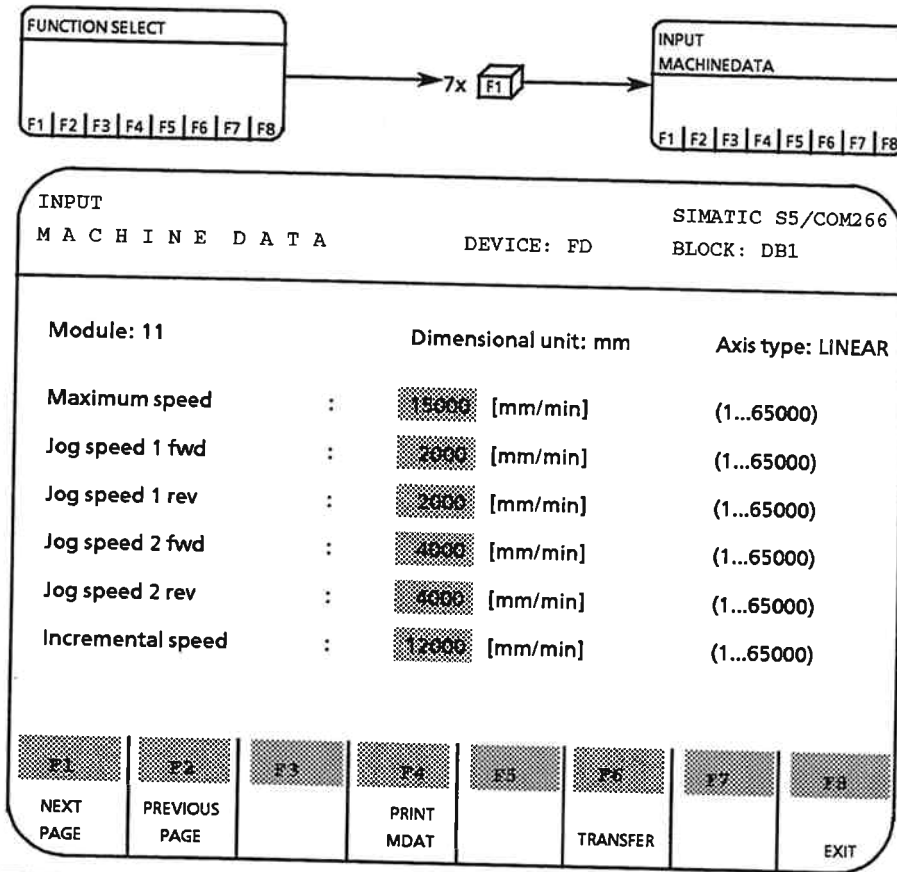 FUNCTION SELECT
F1 F2 F3 F4 F5 F6 F7 F8
7x F1
INPUT
MACHINEDATA
F1 F2 F3 F4 F5 F6 F7 F8
INPUT
MACHINE DATA
DEVICE: FD
SIMATIC S5/COM266
BLOCK: DB1
Module: 11 Dimensional unit: mm Axis type: LINEAR
Maximum speed : 15000 [mm/min] (1...65000)
Jog speed 1 fwd : 2000 [mm/min] (1...65000)
Jog speed 1 rev : 2000 [mm/min] (1...65000)
Jog speed 2 fwd : 4000 [mm/min] (1...65000)
Jog speed 2 rev : 4000 [mm/min] (1...65000)
Incremental speed : 12000 [mm/min] (1...65000)
F1 F2 F3 F4 F5 F6 F7 F8
NEXT PAGE
PREVIOUS PAGE
PRINT MDAT
TRANSFER
EXIT